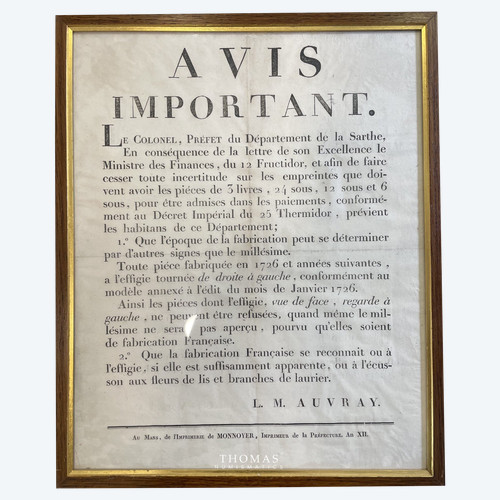 AVIS
IMPORTANT.
LE COLONEL, PRÉFET du Département de la Sarthe,
En conséquence de la lettre de son Excellence le
Ministre des Finances, du 12 Fructidor, et afin de faire
cesser toute incertitude sur les empreintes que doi-
vent avoir les piéces de 3 livres, 24 sous, 12 sous et 6
sous, pour être admises dans les paiements, conformé-
ment au Décret Impérial du 25 Thermidor, prévient
les habitans de ce Département;
1.º Que l'époque de la fabrication peut se déterminer
par d'autres signes que le millésime.
Toute piéce fabriquée en 1726 et années suivantes,
a l'effigie tournée de droite à gauche, conformément au
modèle annexé à l'édit du mois de Janvier 1726.
Ainsi les piéces dont l'effigie, vue de face, regarde à
gauche, ne peuvent être refusées, quand même le mil-
lésime ne sera pas aperçu, pourvu qu'elles soient
de fabrication Française.
2.º Que la fabrication Française se reconnait ou à
l'effigie, si elle est suffisamment apparente, ou à l'écus-
son aux fleurs de lis et branches de laurier.
L. M. AUVRAY.
AU MANS, de l'IMPRIMERIE de MONNOYER, IMPRIMEUR de la PRÉFECTURE. AN XII.
THOMAS
NUMISMATICS